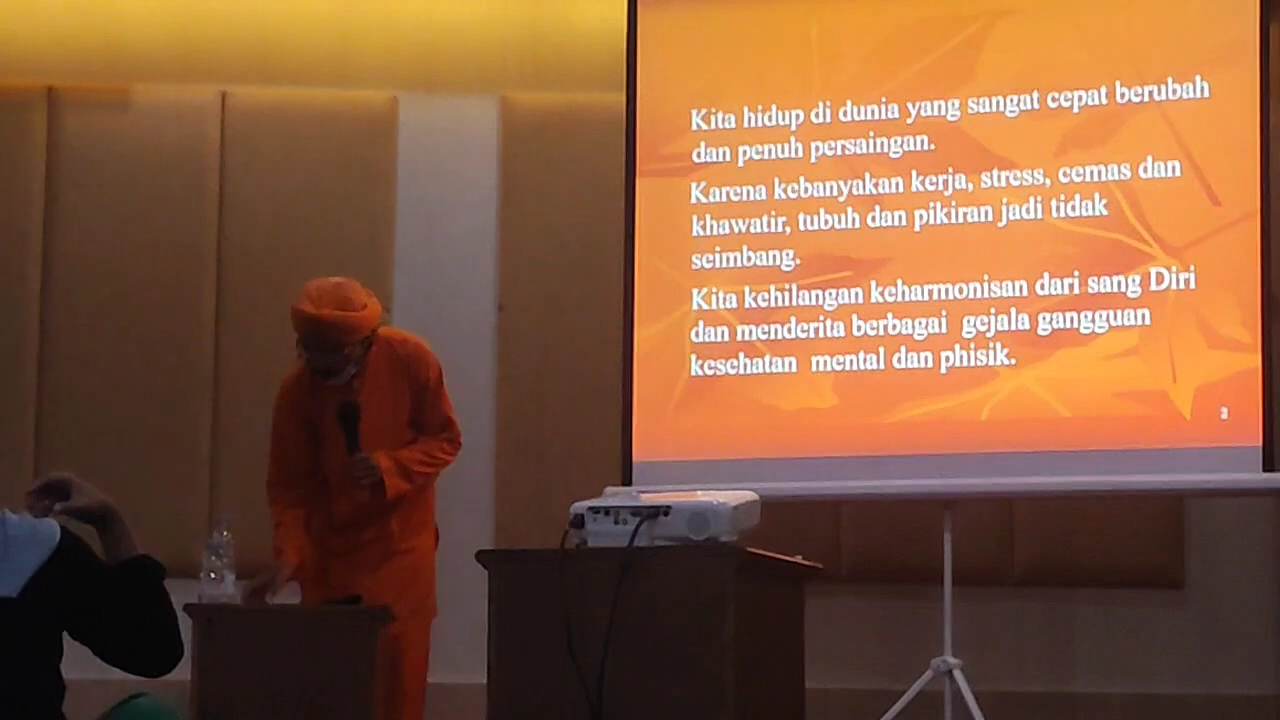 Kita hidup di dunia yang sangat cepat berubah
dan penuh persaingan.
Karena kebanyakan kerja, stress, cemas dan
khawatir, tubuh dan pikiran jadi tidak
seimbang.
Kita kehilangan keharmonisan dari sang Diri
dan menderita berbagai gejala gangguan
kesehatan mental dan phisik.
3